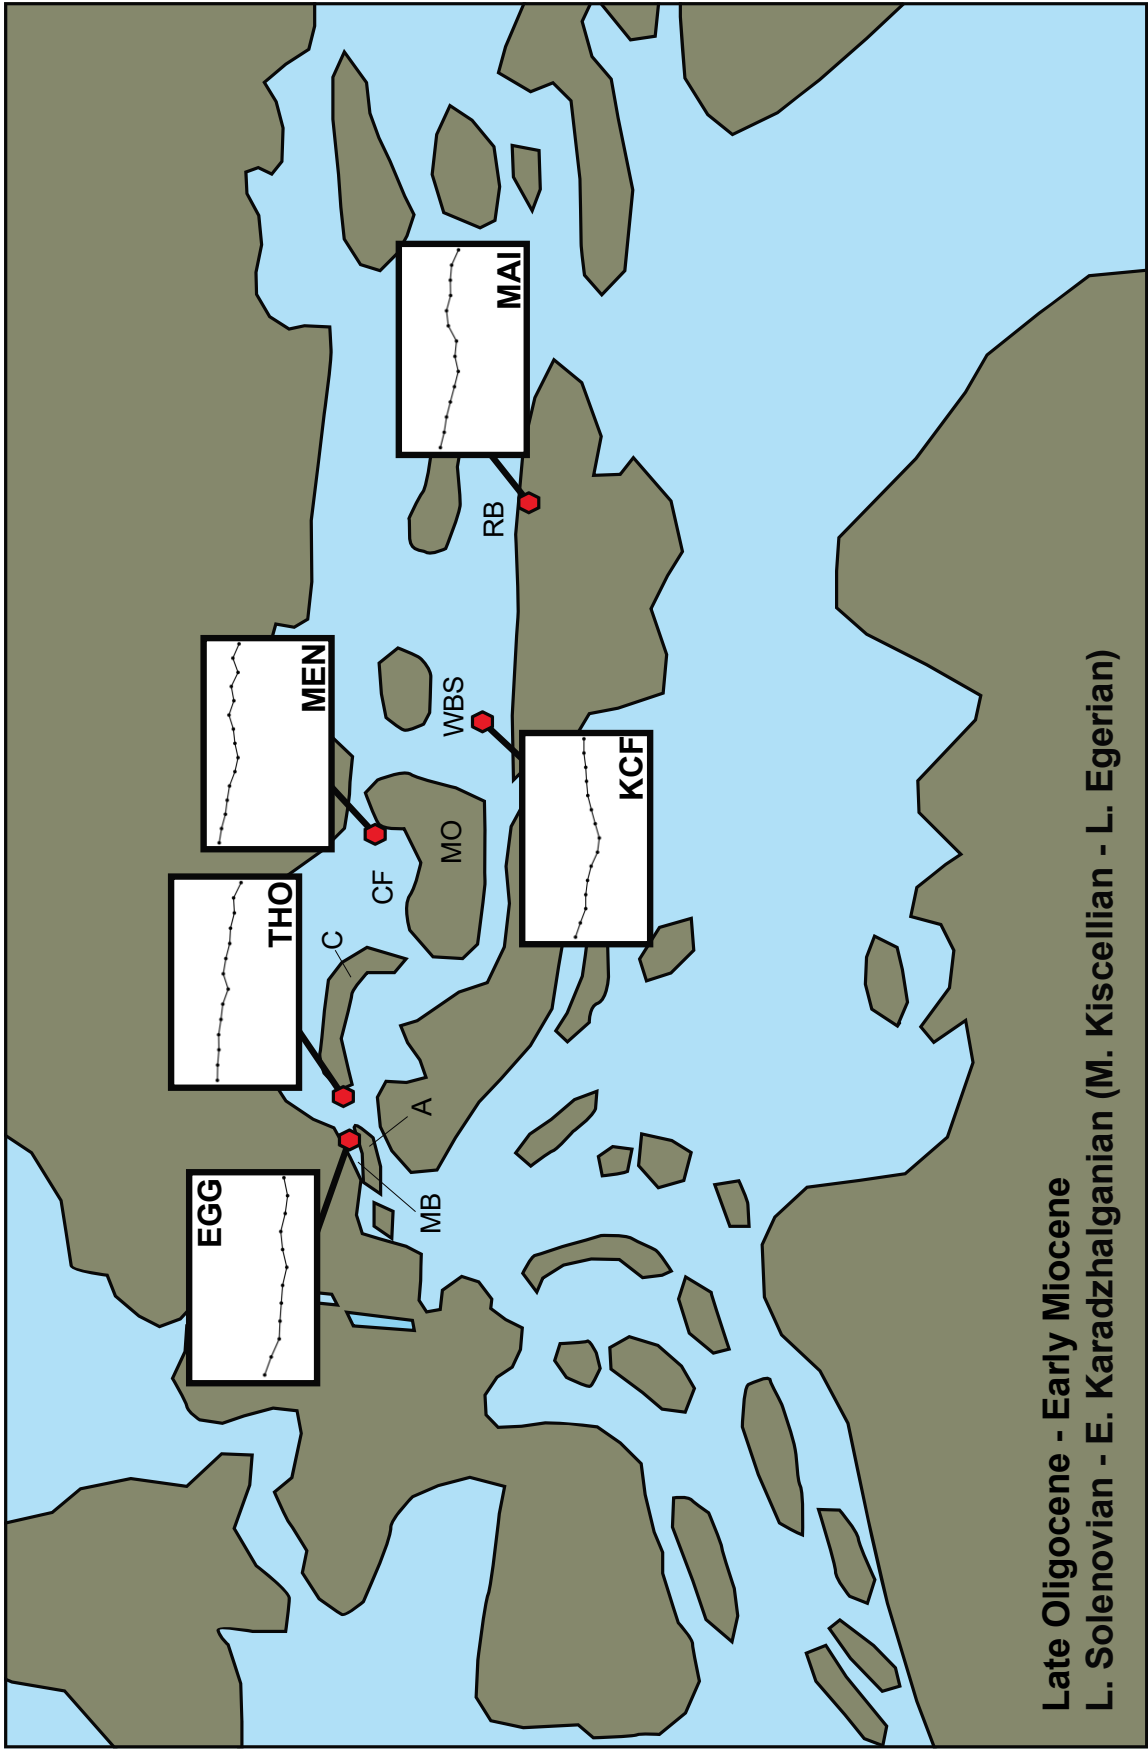 EGG
THO
MEN
MAI
C
CF
MO
WBS
RB
A
MB
KCF
Late Oligocene - Early Miocene
L. Solenovian - E. Karadzhalganian (M. Kiscellian - L. Egerian)